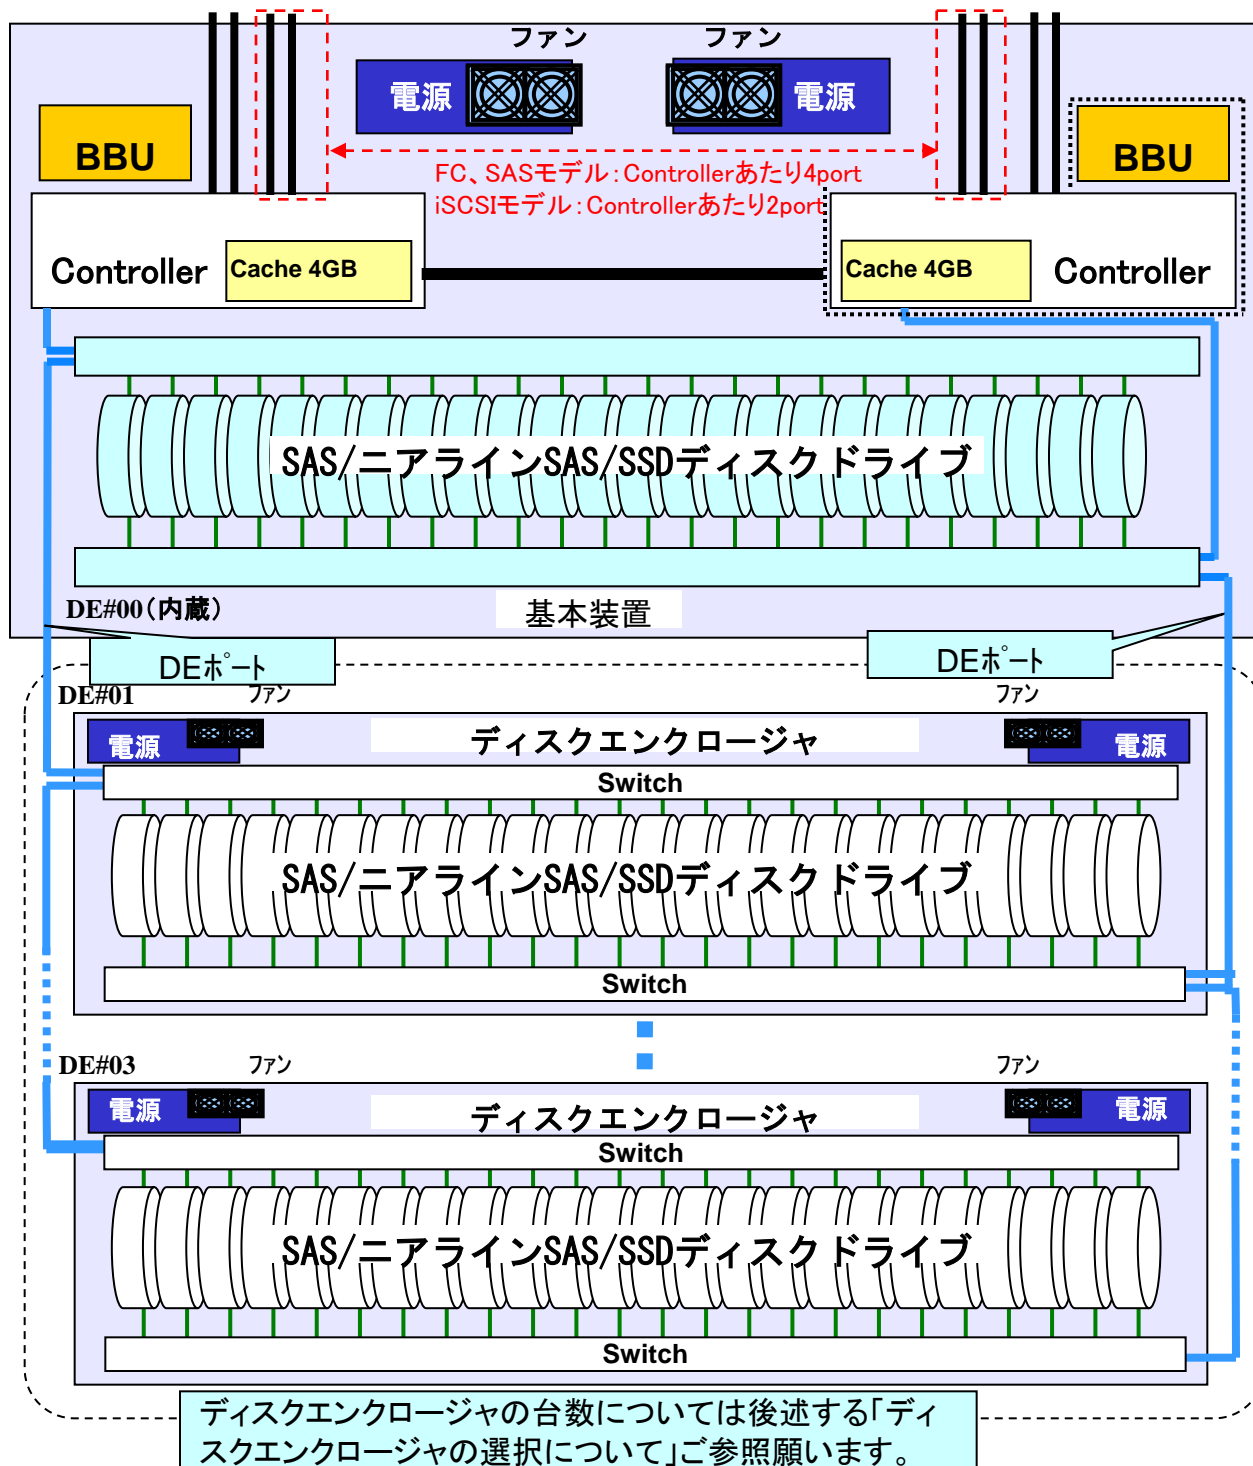 ファン
ファン
電源
電源
BBU
BBU
FC、SASモデル：Controllerあたり4port
iSCSIモデル：Controllerあたり2port
Controller
Cache 4GB
Cache 4GB
Controller
SAS/ニアラインSAS/SSDディスクドライブ
DE#00（内蔵）
基本装置
DEﾎﾟｰﾄ
DEﾎﾟｰﾄ
DE#01
ﾌｧﾝ
ﾌｧﾝ
電源
ディスクエンクロージャ
電源
Switch
SAS/ニアラインSAS/SSDディスクドライブ
Switch
DE#03
ﾌｧﾝ
ﾌｧﾝ
電源
ディスクエンクロージャ
電源
Switch
SAS/ニアラインSAS/SSDディスクドライブ
Switch
ディスクエンクロージャの台数については後述する「ディ
スクエンクロージャの選択について」ご参照願います。